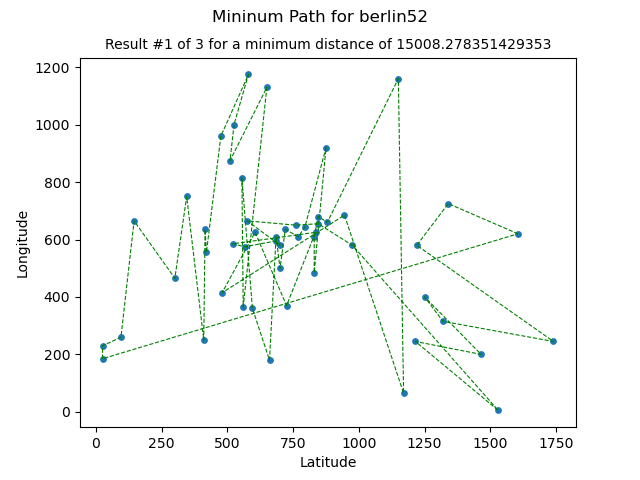 Mininum Path for berlin52
Result #1 of 3 for a minimum distance of 15008.278351429353
1200
1000
800
600
400
200
0
Longitude
0 250 500 750 1000 1250 1500 1750
Latitude